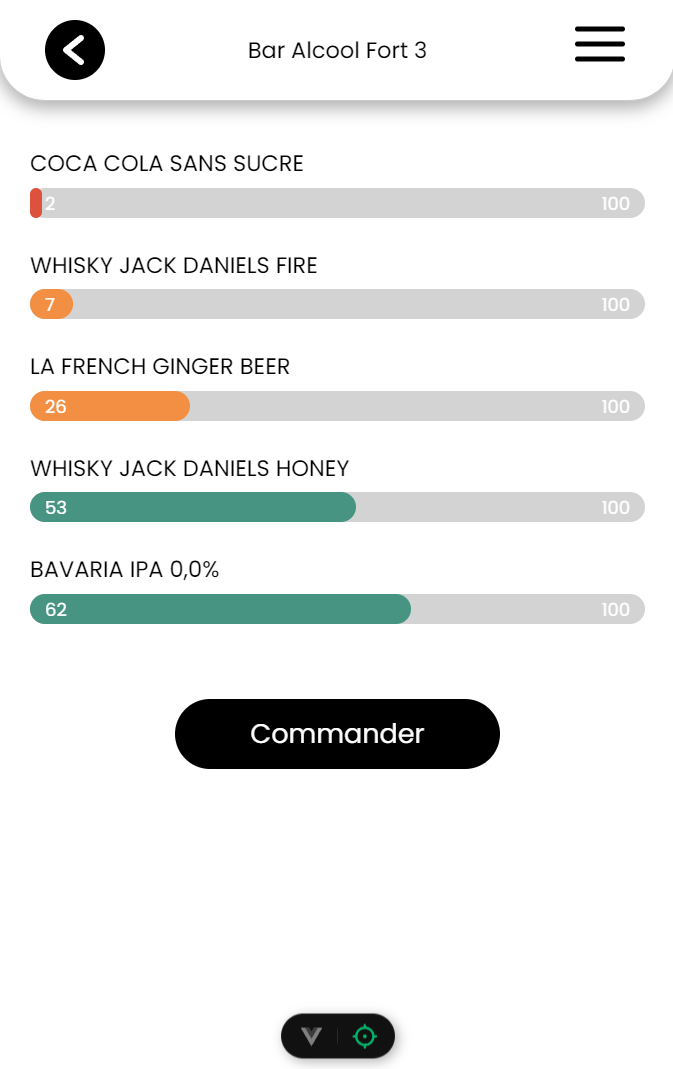 Bar Alcool Fort 3
COCA COLA SANS SUCRE
2 100
WHISKY JACK DANIELS FIRE
7 100
LA FRENCH GINGER BEER
26 100
WHISKY JACK DANIELS HONEY
53 100
BAVARIA IPA 0,0%
62 100
Commander